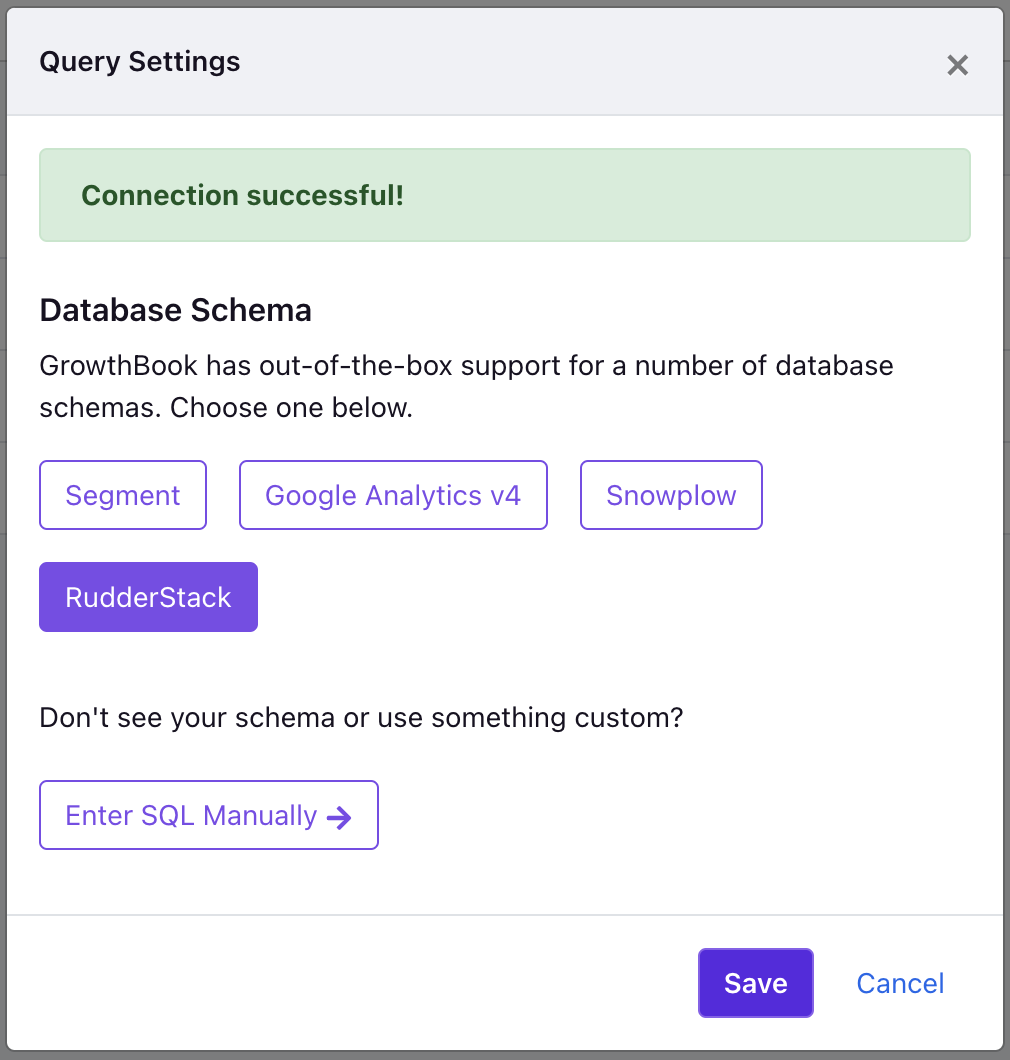 Query Settings
Connection successful!
Database Schema
GrowthBook has out-of-the-box support for a number of database
schemas. Choose one below.
Segment
Google Analytics v4
Snowplow
RudderStack
Don't see your schema or use something custom?
Enter SQL Manually
Save
Cancel